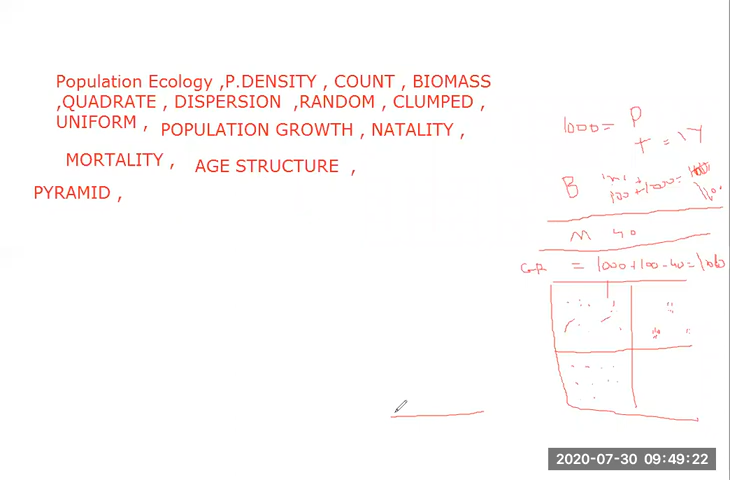 Population Ecology ,P.DENSITY , COUNT , BIOMASS
,QUADRATE , DISPERSION ,RANDOM , CLUMPED ,
UNIFORM , POPULATION GROWTH , NATALITY ,
MORTALITY , AGE STRUCTURE ,
PYRAMID ,
1000 = P
T = 1Y
B
M 40
= 1000+100-40=1060
2020-07-30 09:49:22